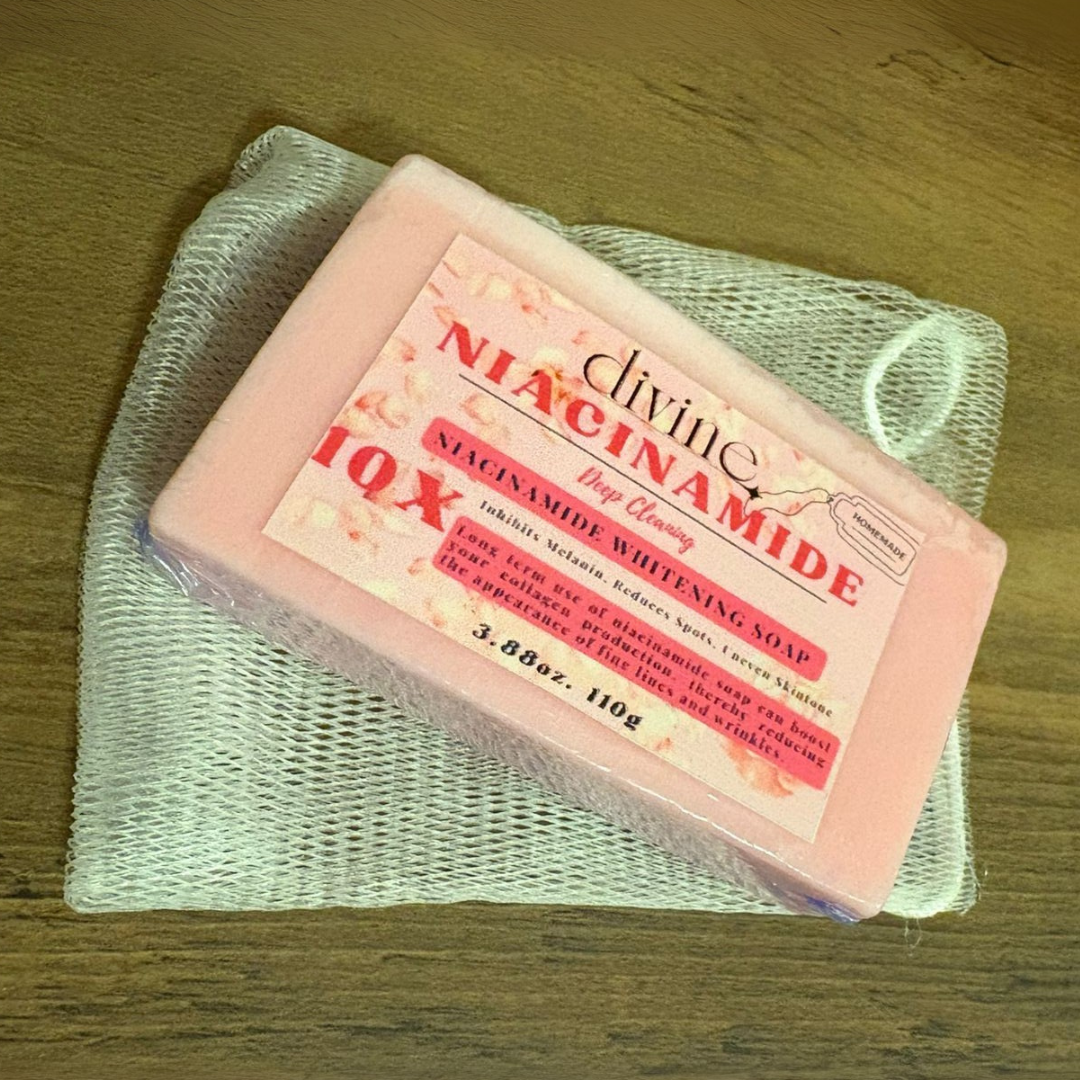 divine
NIACINAMIDE
Deep Cleaning
HOMEMADE
10X
NIACINAMIDE WHITENING SOAP
Inhibits Melanin, Reduces Spots, Uneven Skintone
Long term use of niacinamide soap can boost
your collagen production thereby reducing
the appearance of fine lines and wrinkles.
3.88oz. 110g